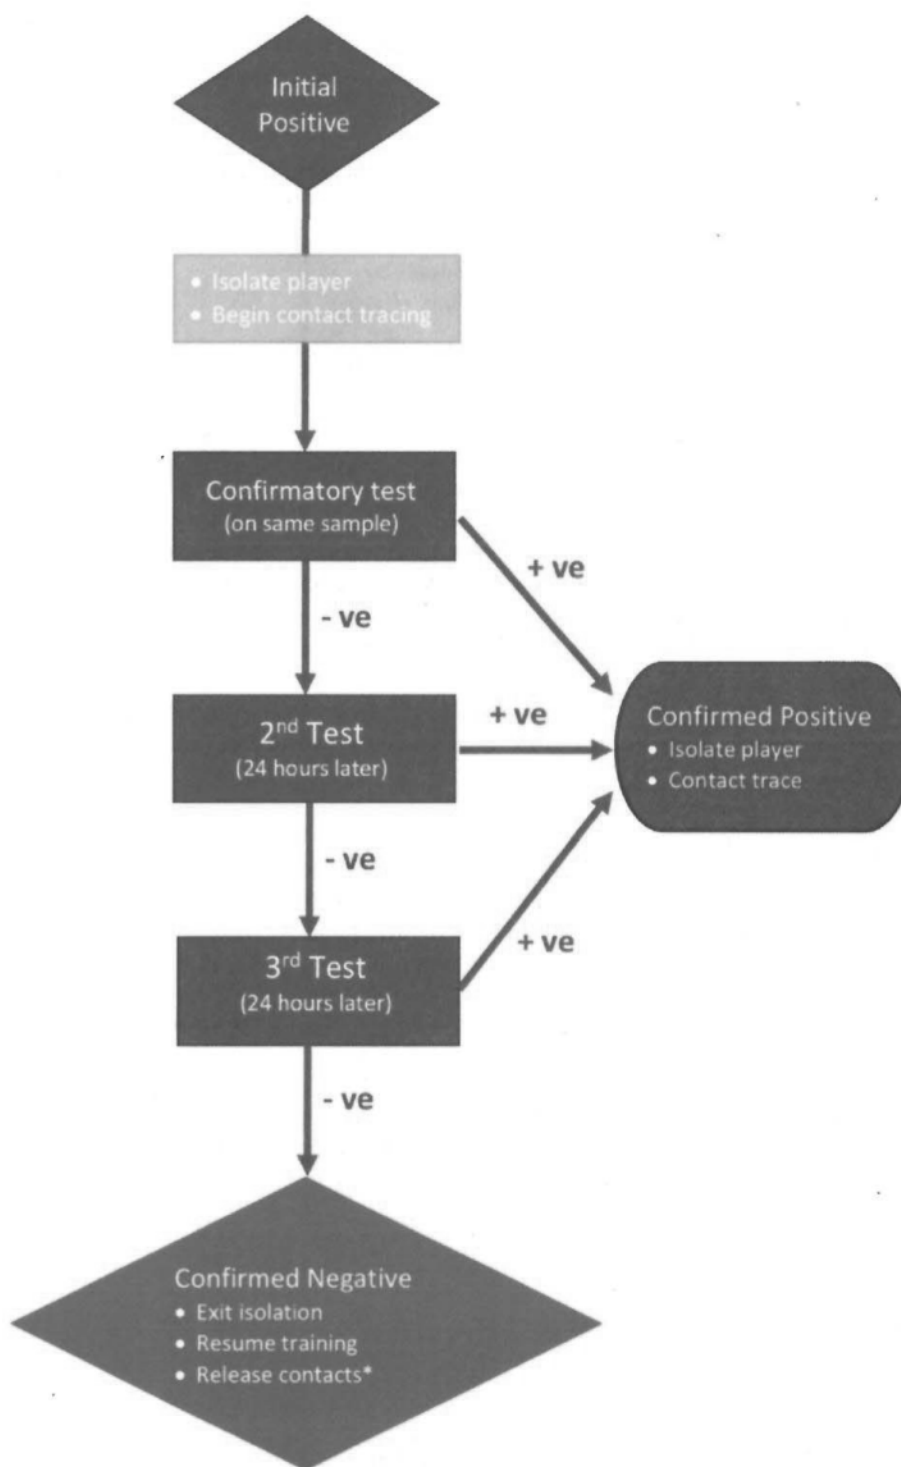 Initial
Positive
• Isolate player
• Begin contact tracing
Confirmatory test
(on same sample)
+ ve
- ve
2nd Test
(24 hours later)
+ ve
Confirmed Positive
• Isolate player
• Contact trace
- ve
3rd Test
(24 hours later)
+ ve
- ve
Confirmed Negative
• Exit isolation
• Resume training
• Release contacts*